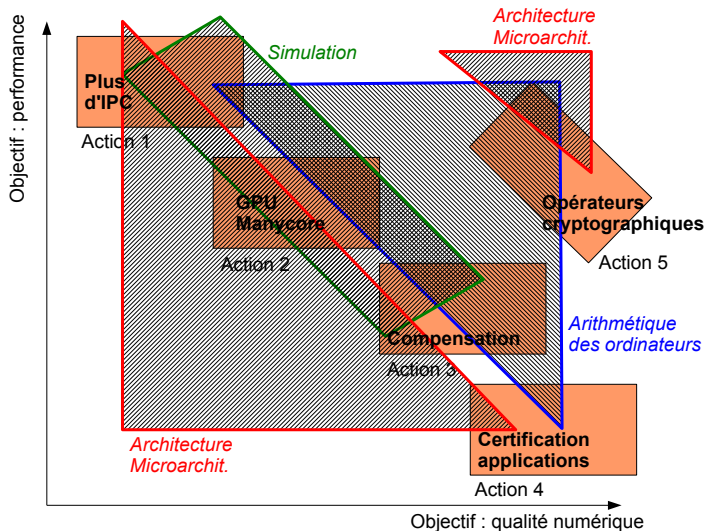 Objectif : performance
Plus
d'IPC
Action 1
Simulation
Architecture
Microarchit.
GPU
Manycore
Action 2
Opérateurs
cryptographiques
Action 5
Compensation
Action 3
Arithmétique
des ordinateurs
Architecture
Microarchit.
Certification
applications
Action 4
Objectif : qualité numérique